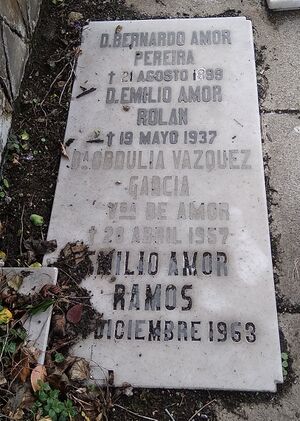 D. BERNARDO AMOR
PEREIRA
† 21 AGOSTO 1899
D. EMILIO AMOR
ROLAN
† 19 MAYO 1937
Dª OBDULIA VAZQUEZ
GARCIA
VDA DE AMOR
† 28 ABRIL 1957
EMILIO AMOR
RAMOS
DICIEMBRE 1963